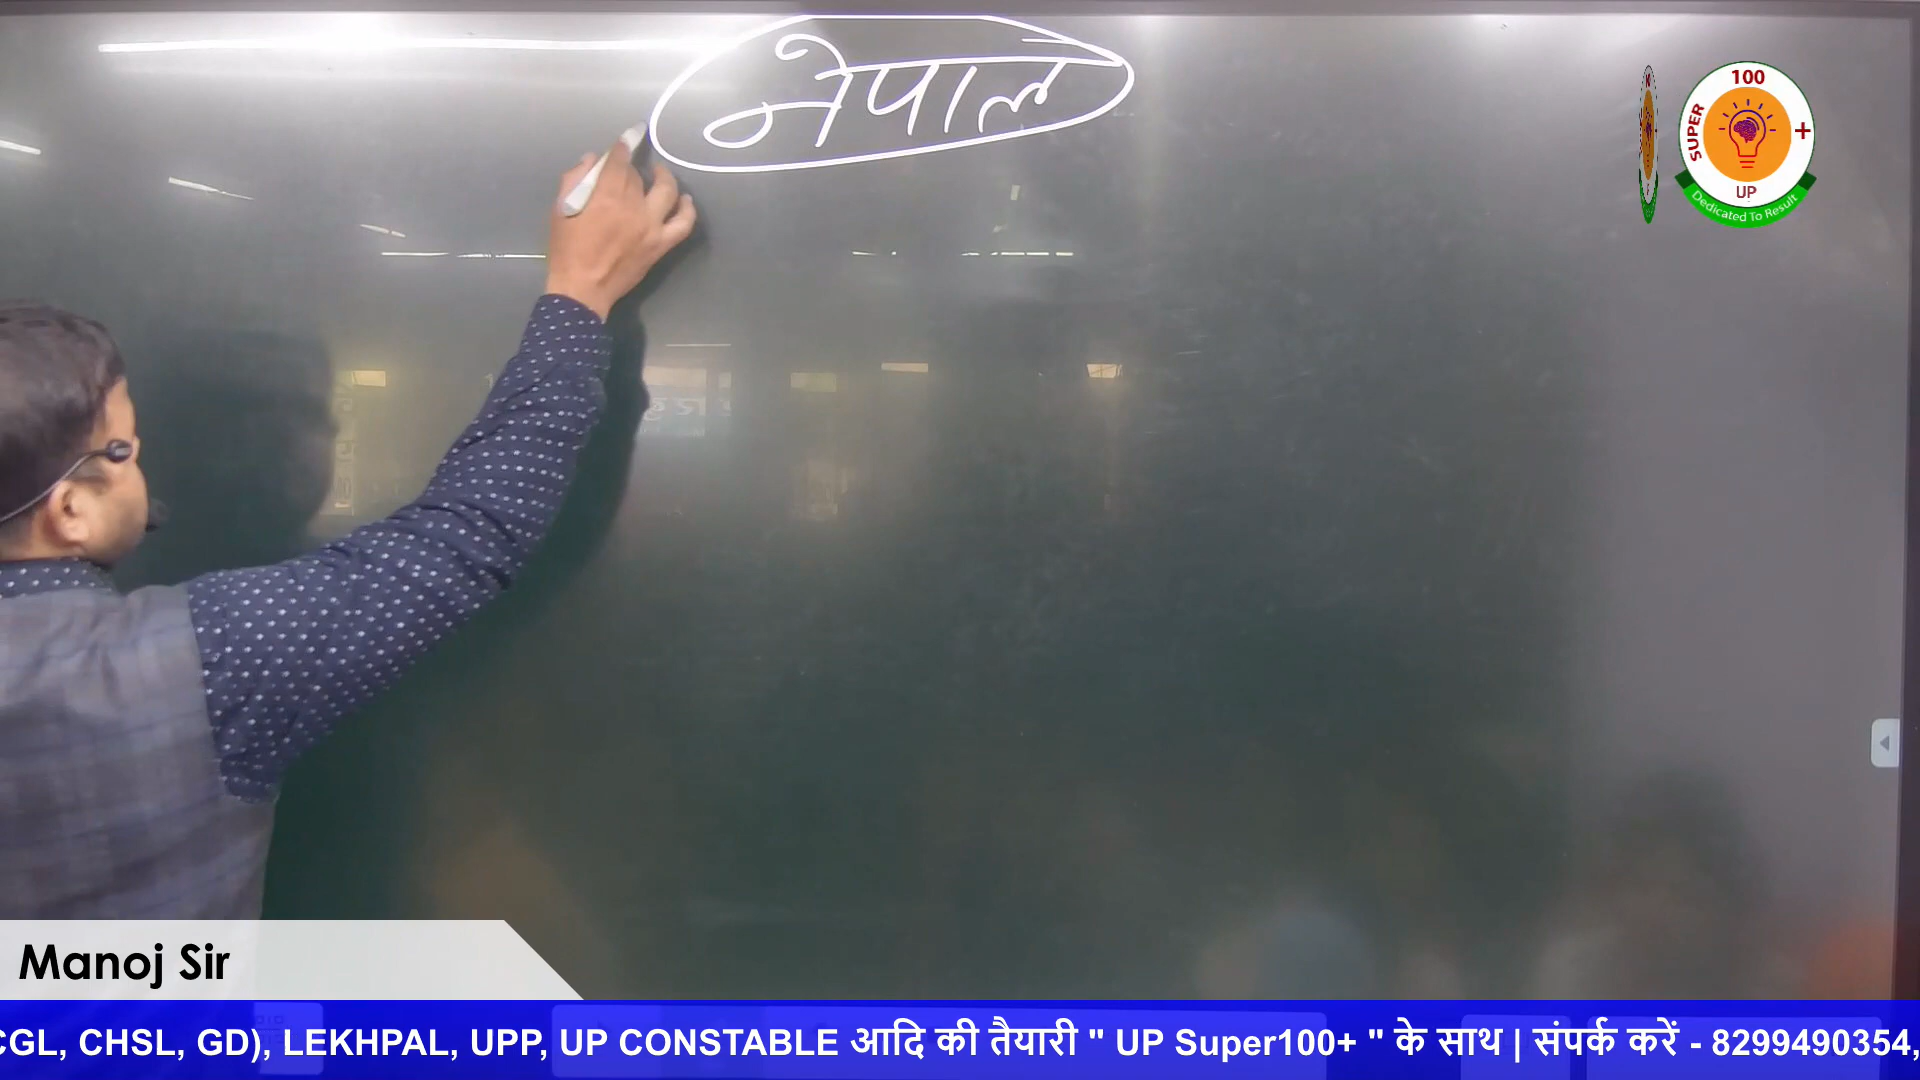 नेपाल
100
SUPER
+
UP
Dedicated To Result
Manoj Sir
CGL, CHSL, GD), LEKHPAL, UPP, UP CONSTABLE आदि की तैयारी " UP Super100+ " के साथ | संपर्क करें - 8299490354,